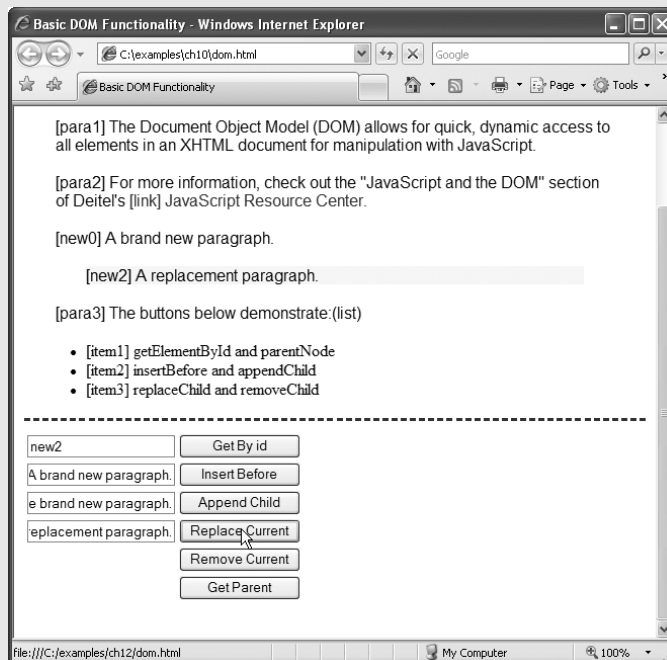 Basic DOM Functionality - Windows Internet Explorer
C:\examples\ch10\dom.html
Google
Basic DOM Functionality
Page
Tools
[para1] The Document Object Model (DOM) allows for quick, dynamic access to
all elements in an XHTML document for manipulation with JavaScript.
[para2] For more information, check out the "JavaScript and the DOM" section
of Deitel's [link] JavaScript Resource Center.
[new0] A brand new paragraph.
[new2] A replacement paragraph.
[para3] The buttons below demonstrate:(list)
• [item1] getElementById and parentNode
• [item2] insertBefore and appendChild
• [item3] replaceChild and removeChild
new2 Get By id
A brand new paragraph. Insert Before
e brand new paragraph. Append Child
eplacement paragraph. Replace Current
Remove Current
Get Parent
file:///C:/examples/ch12/dom.html My Computer 100%